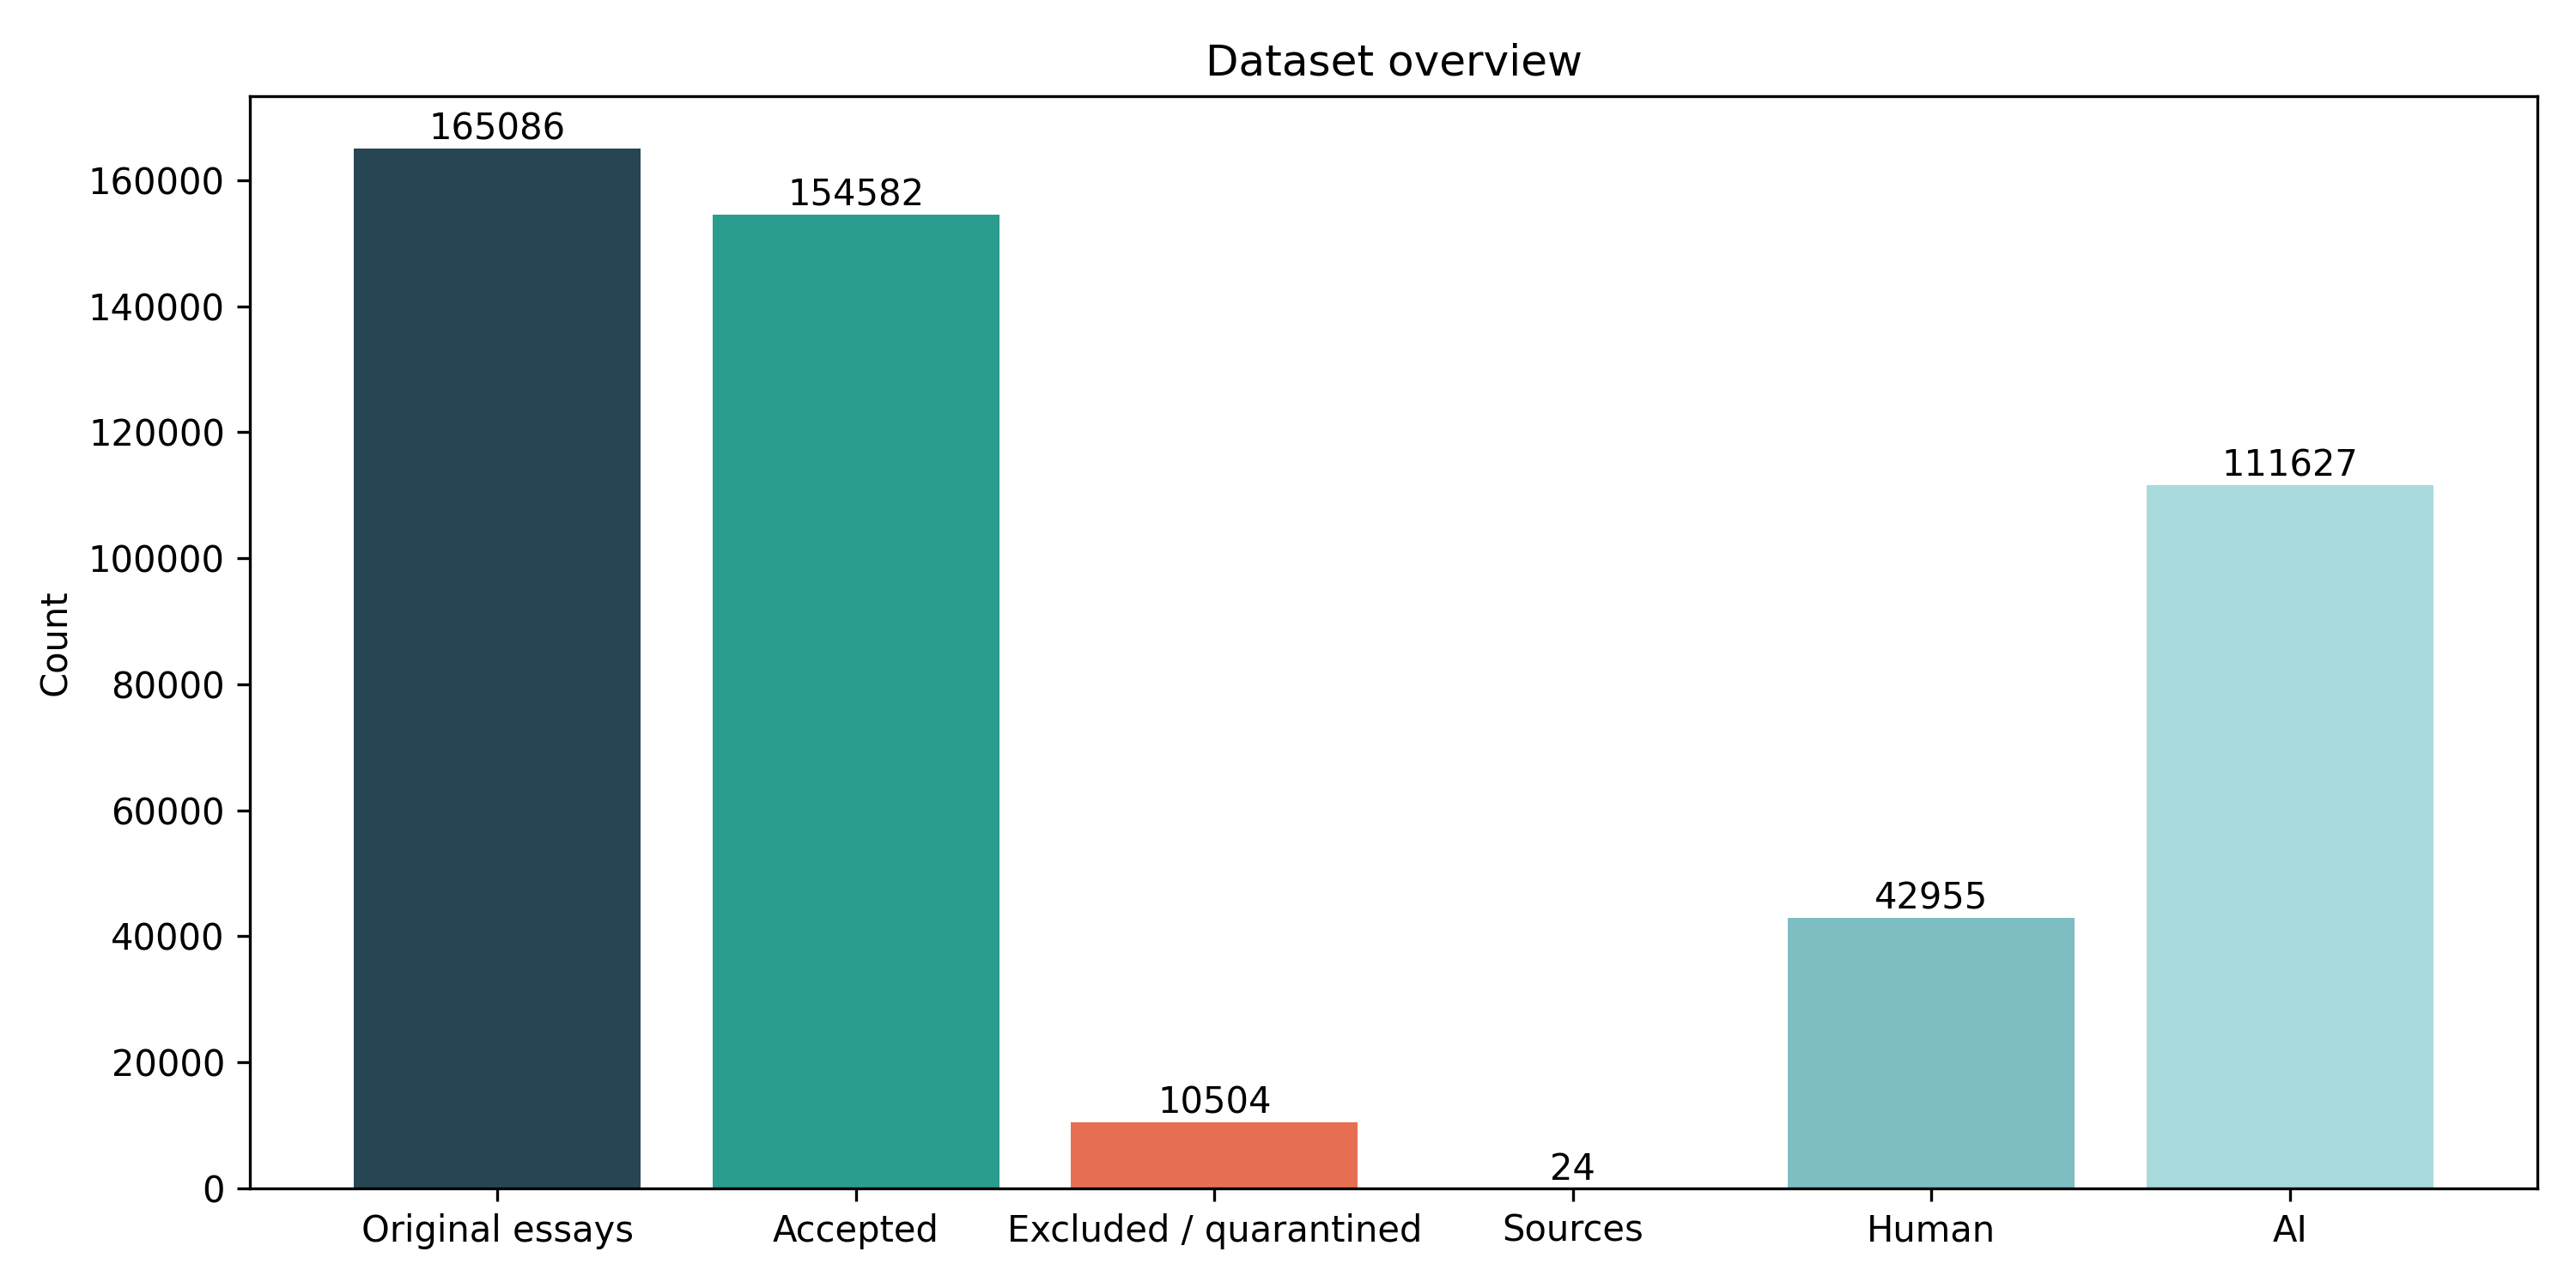 Dataset overview
165086
154582
10504
24
42955
111627
160000
140000
120000
100000
80000
60000
40000
20000
0
Count
Original essays
Accepted
Excluded / quarantined
Sources
Human
AI